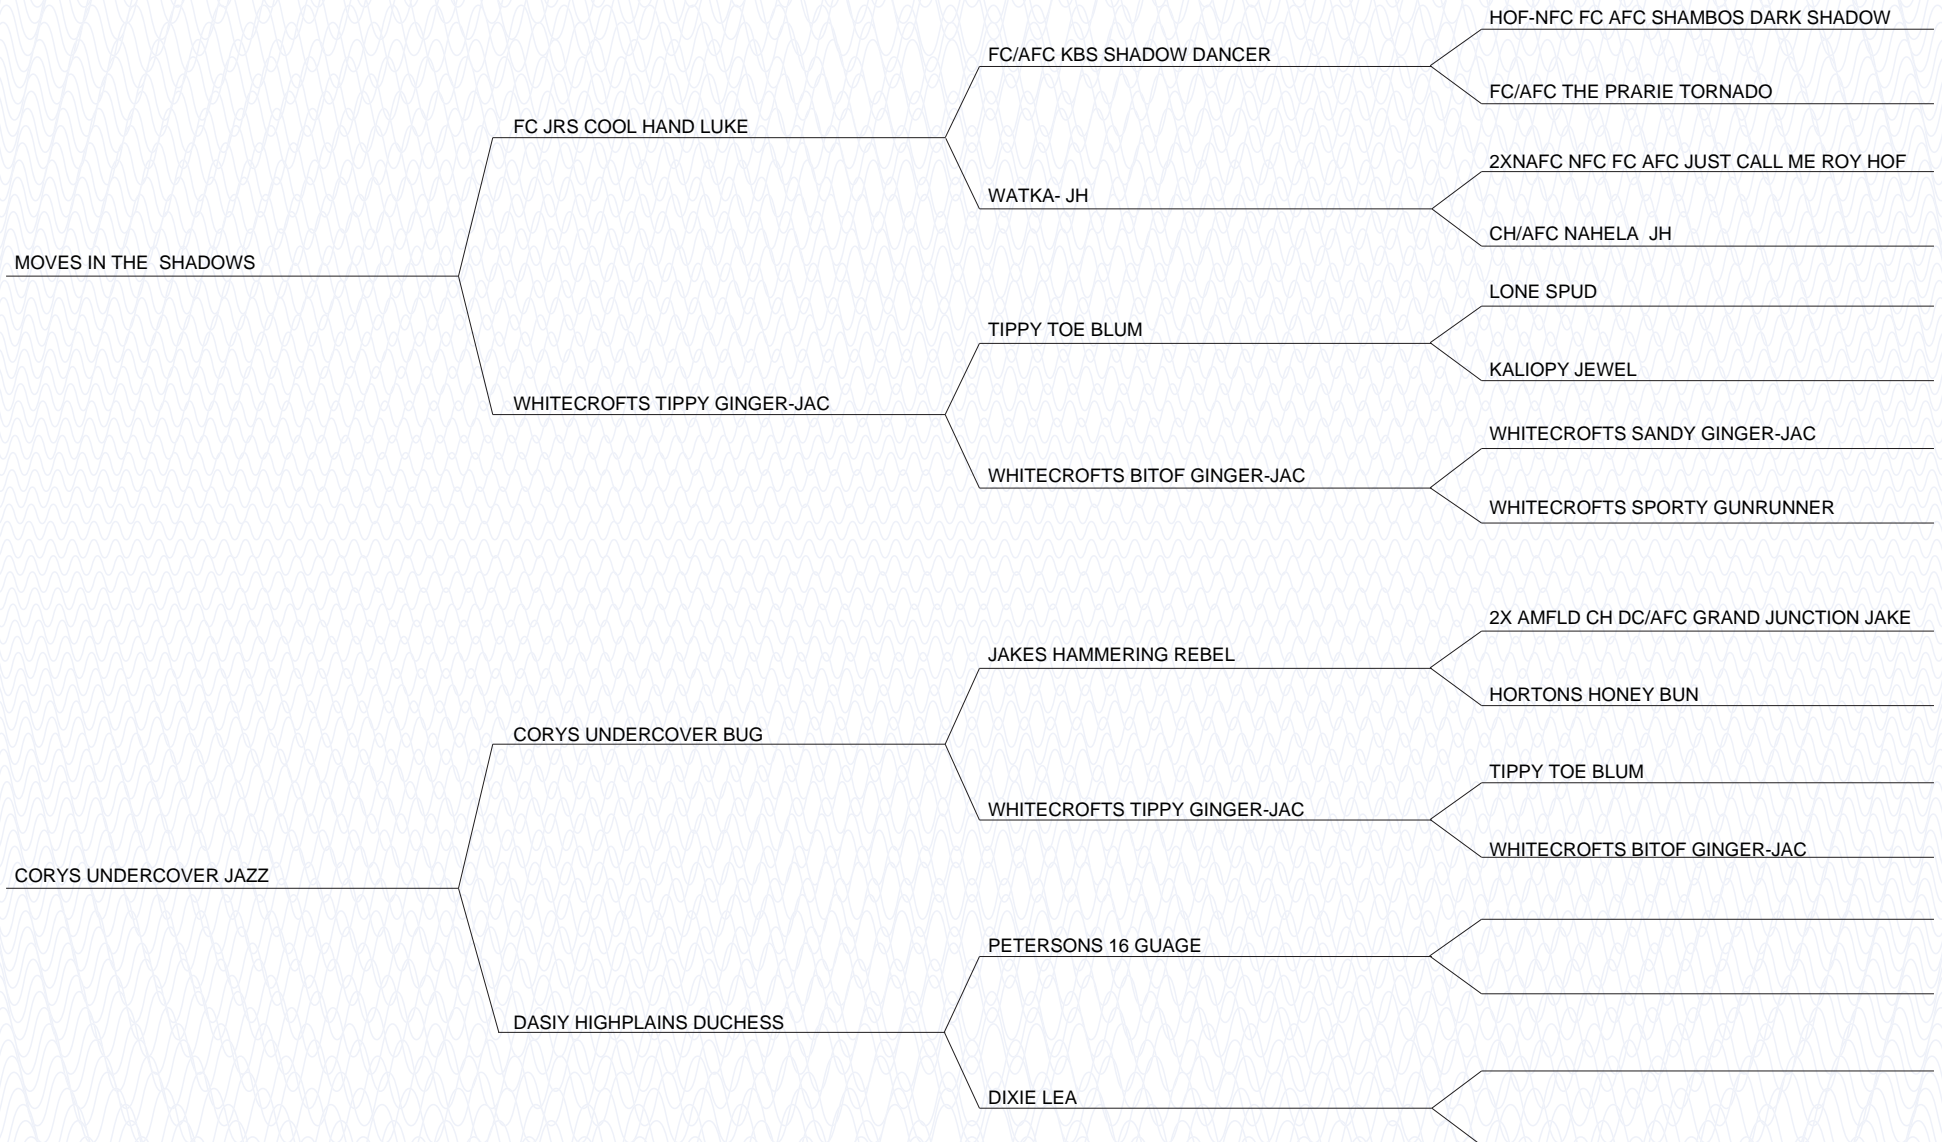 HOF-NFC FC AFC SHAMBOS DARK SHADOW
FC/AFC KBS SHADOW DANCER
FC/AFC THE PRARIE TORNADO
FC JRS COOL HAND LUKE
2XNAFC NFC FC AFC JUST CALL ME ROY HOF
WATKA- JH
CH/AFC NAHELA  JH
MOVES IN THE  SHADOWS
LONE SPUD
TIPPY TOE BLUM
KALIOPY JEWEL
WHITECROFTS TIPPY GINGER-JAC
WHITECROFTS SANDY GINGER-JAC
WHITECROFTS BITOF GINGER-JAC
WHITECROFTS SPORTY GUNRUNNER
2X AMFLD CH DC/AFC GRAND JUNCTION JAKE
JAKES HAMMERING REBEL
HORTONS HONEY BUN
CORYS UNDERCOVER BUG
TIPPY TOE BLUM
WHITECROFTS TIPPY GINGER-JAC
WHITECROFTS BITOF GINGER-JAC
CORYS UNDERCOVER JAZZ
PETERSONS 16 GUAGE
DASIY HIGHPLAINS DUCHESS
DIXIE LEA